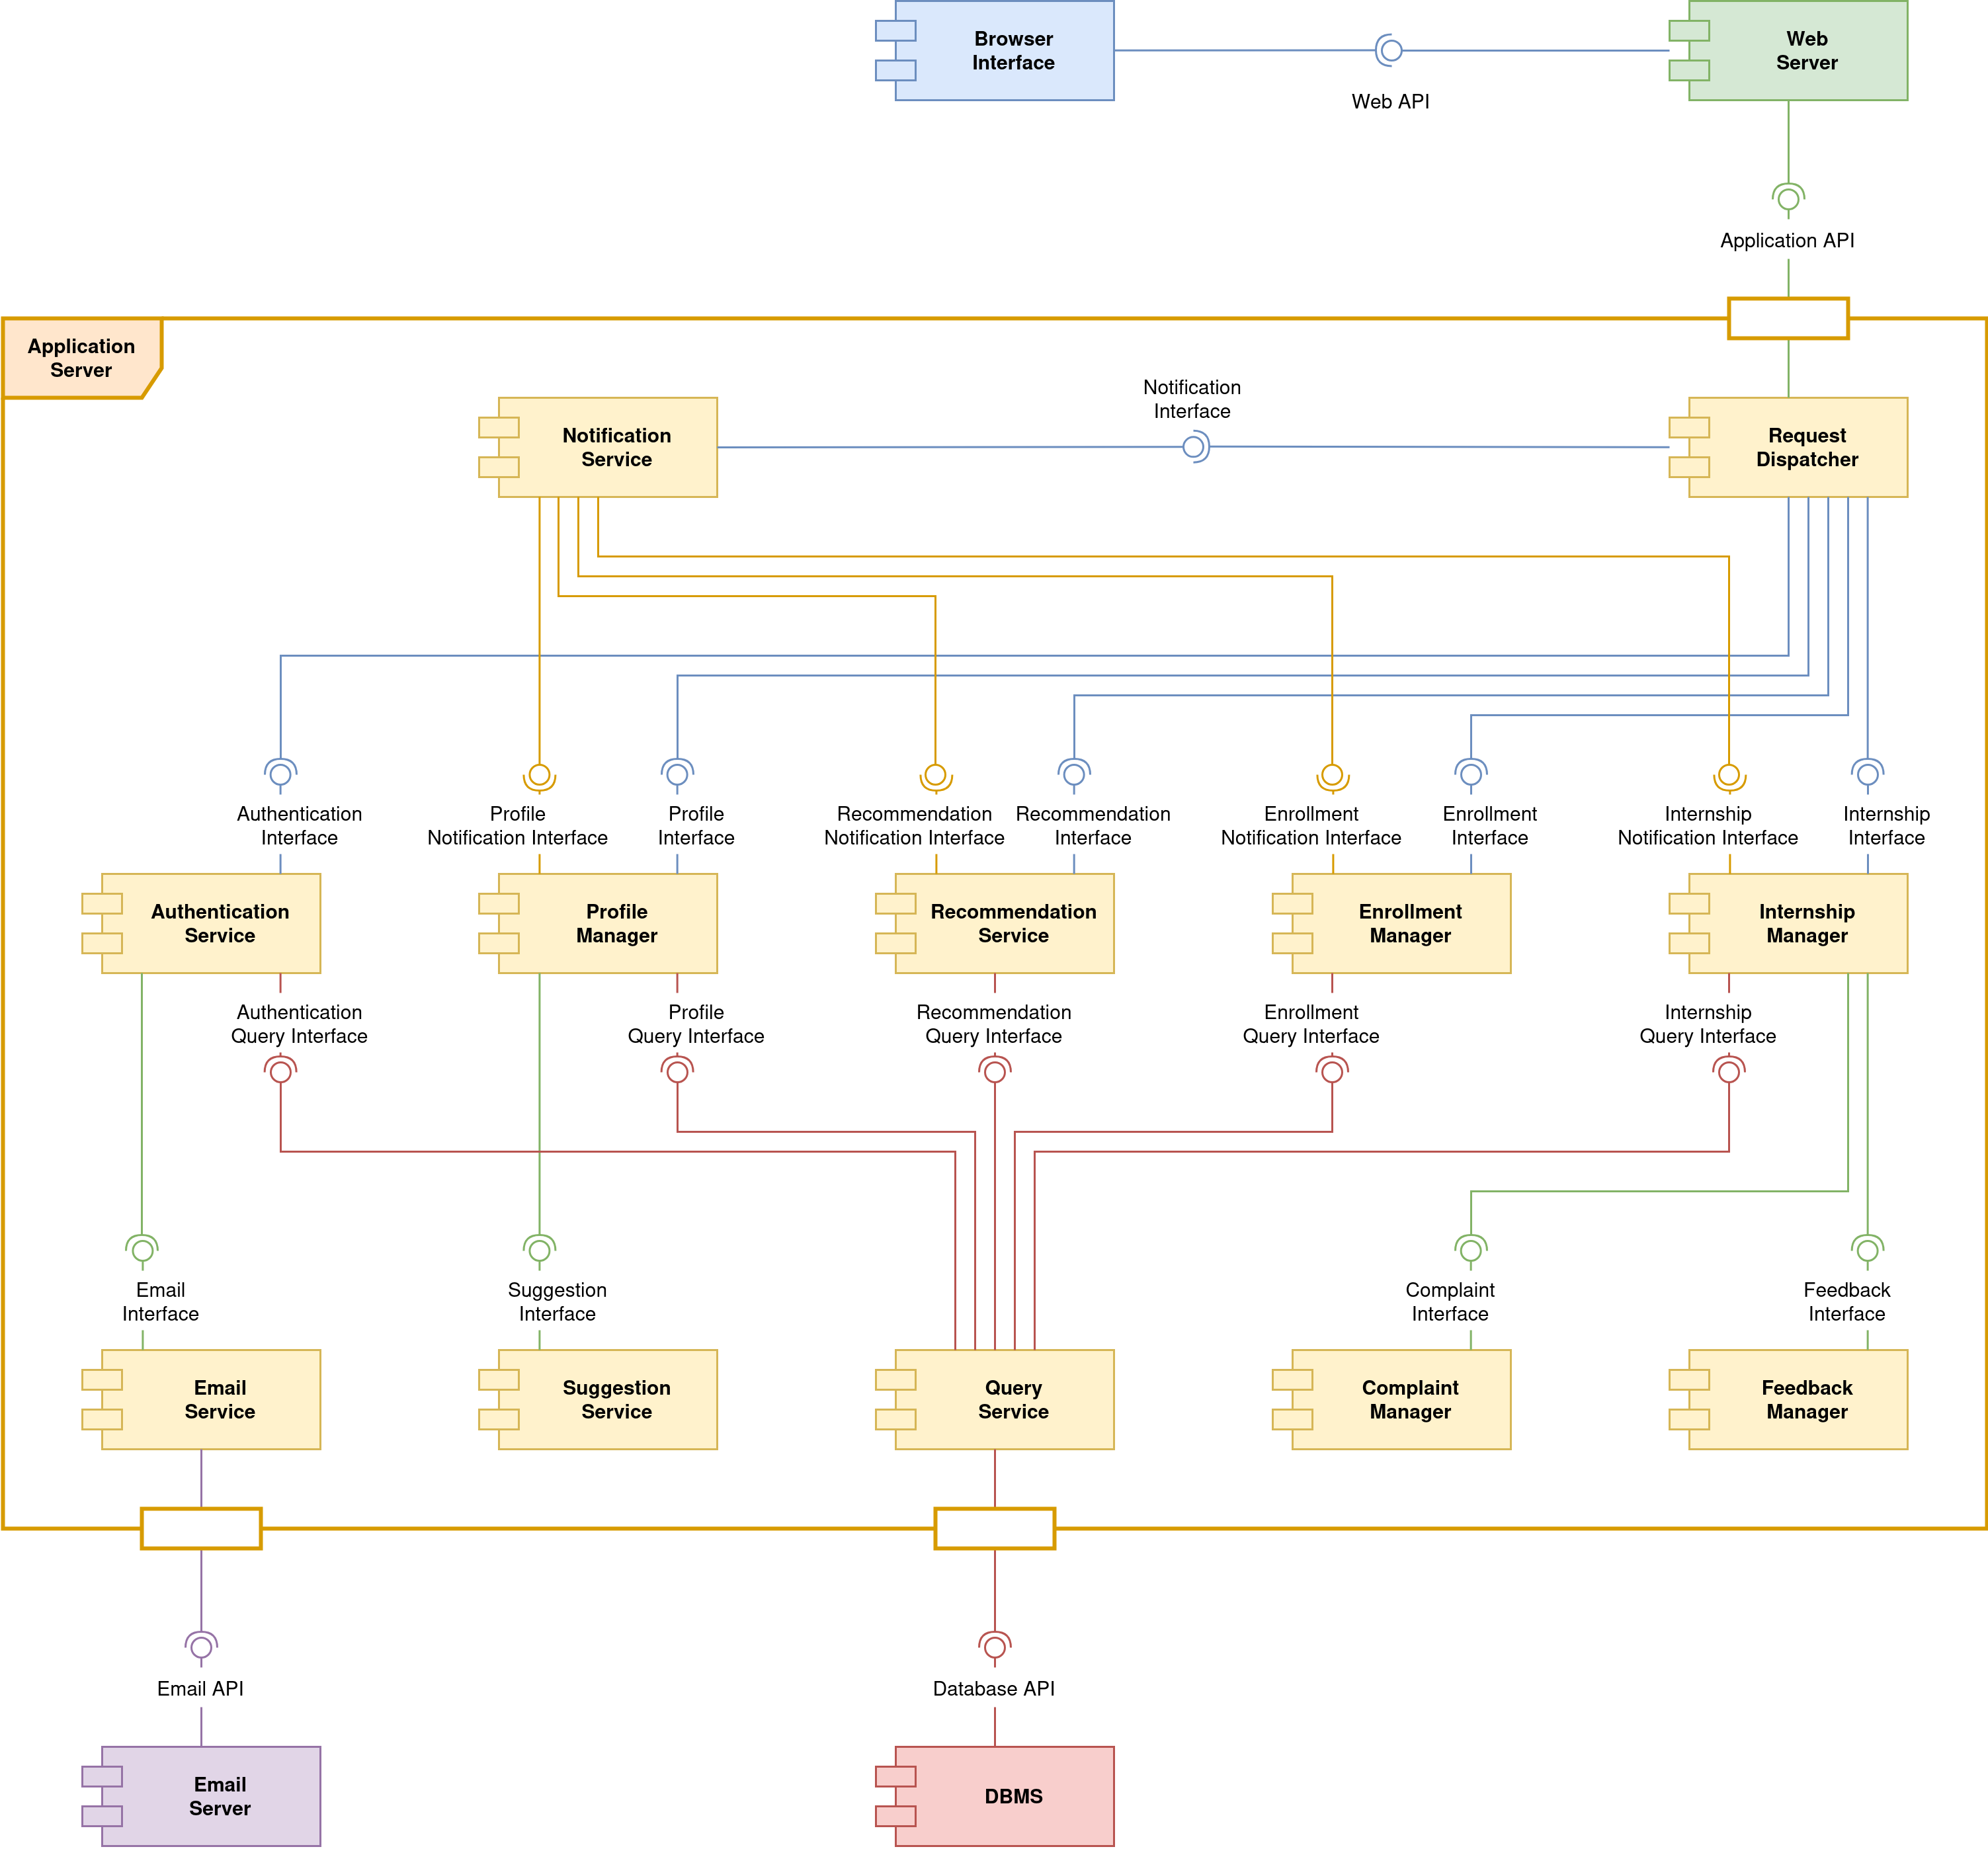 Browser
Interface
Web
Server
Web API
Application API
Application
Server
Notification
Interface
Notification
Service
Request
Dispatcher
Authentication
Interface
Profile
Notification Interface
Profile
Interface
Recommendation
Notification Interface
Recommendation
Interface
Enrollment
Notification Interface
Enrollment
Interface
Internship
Notification Interface
Internship
Interface
Authentication
Service
Profile
Manager
Recommendation
Service
Enrollment
Manager
Internship
Manager
Authentication
Query Interface
Profile
Query Interface
Recommendation
Query Interface
Enrollment
Query Interface
Internship
Query Interface
Email
Interface
Suggestion
Interface
Complaint
Interface
Feedback
Interface
Email
Service
Suggestion
Service
Query
Service
Complaint
Manager
Feedback
Manager
Email API
Database API
Email
Server
DBMS